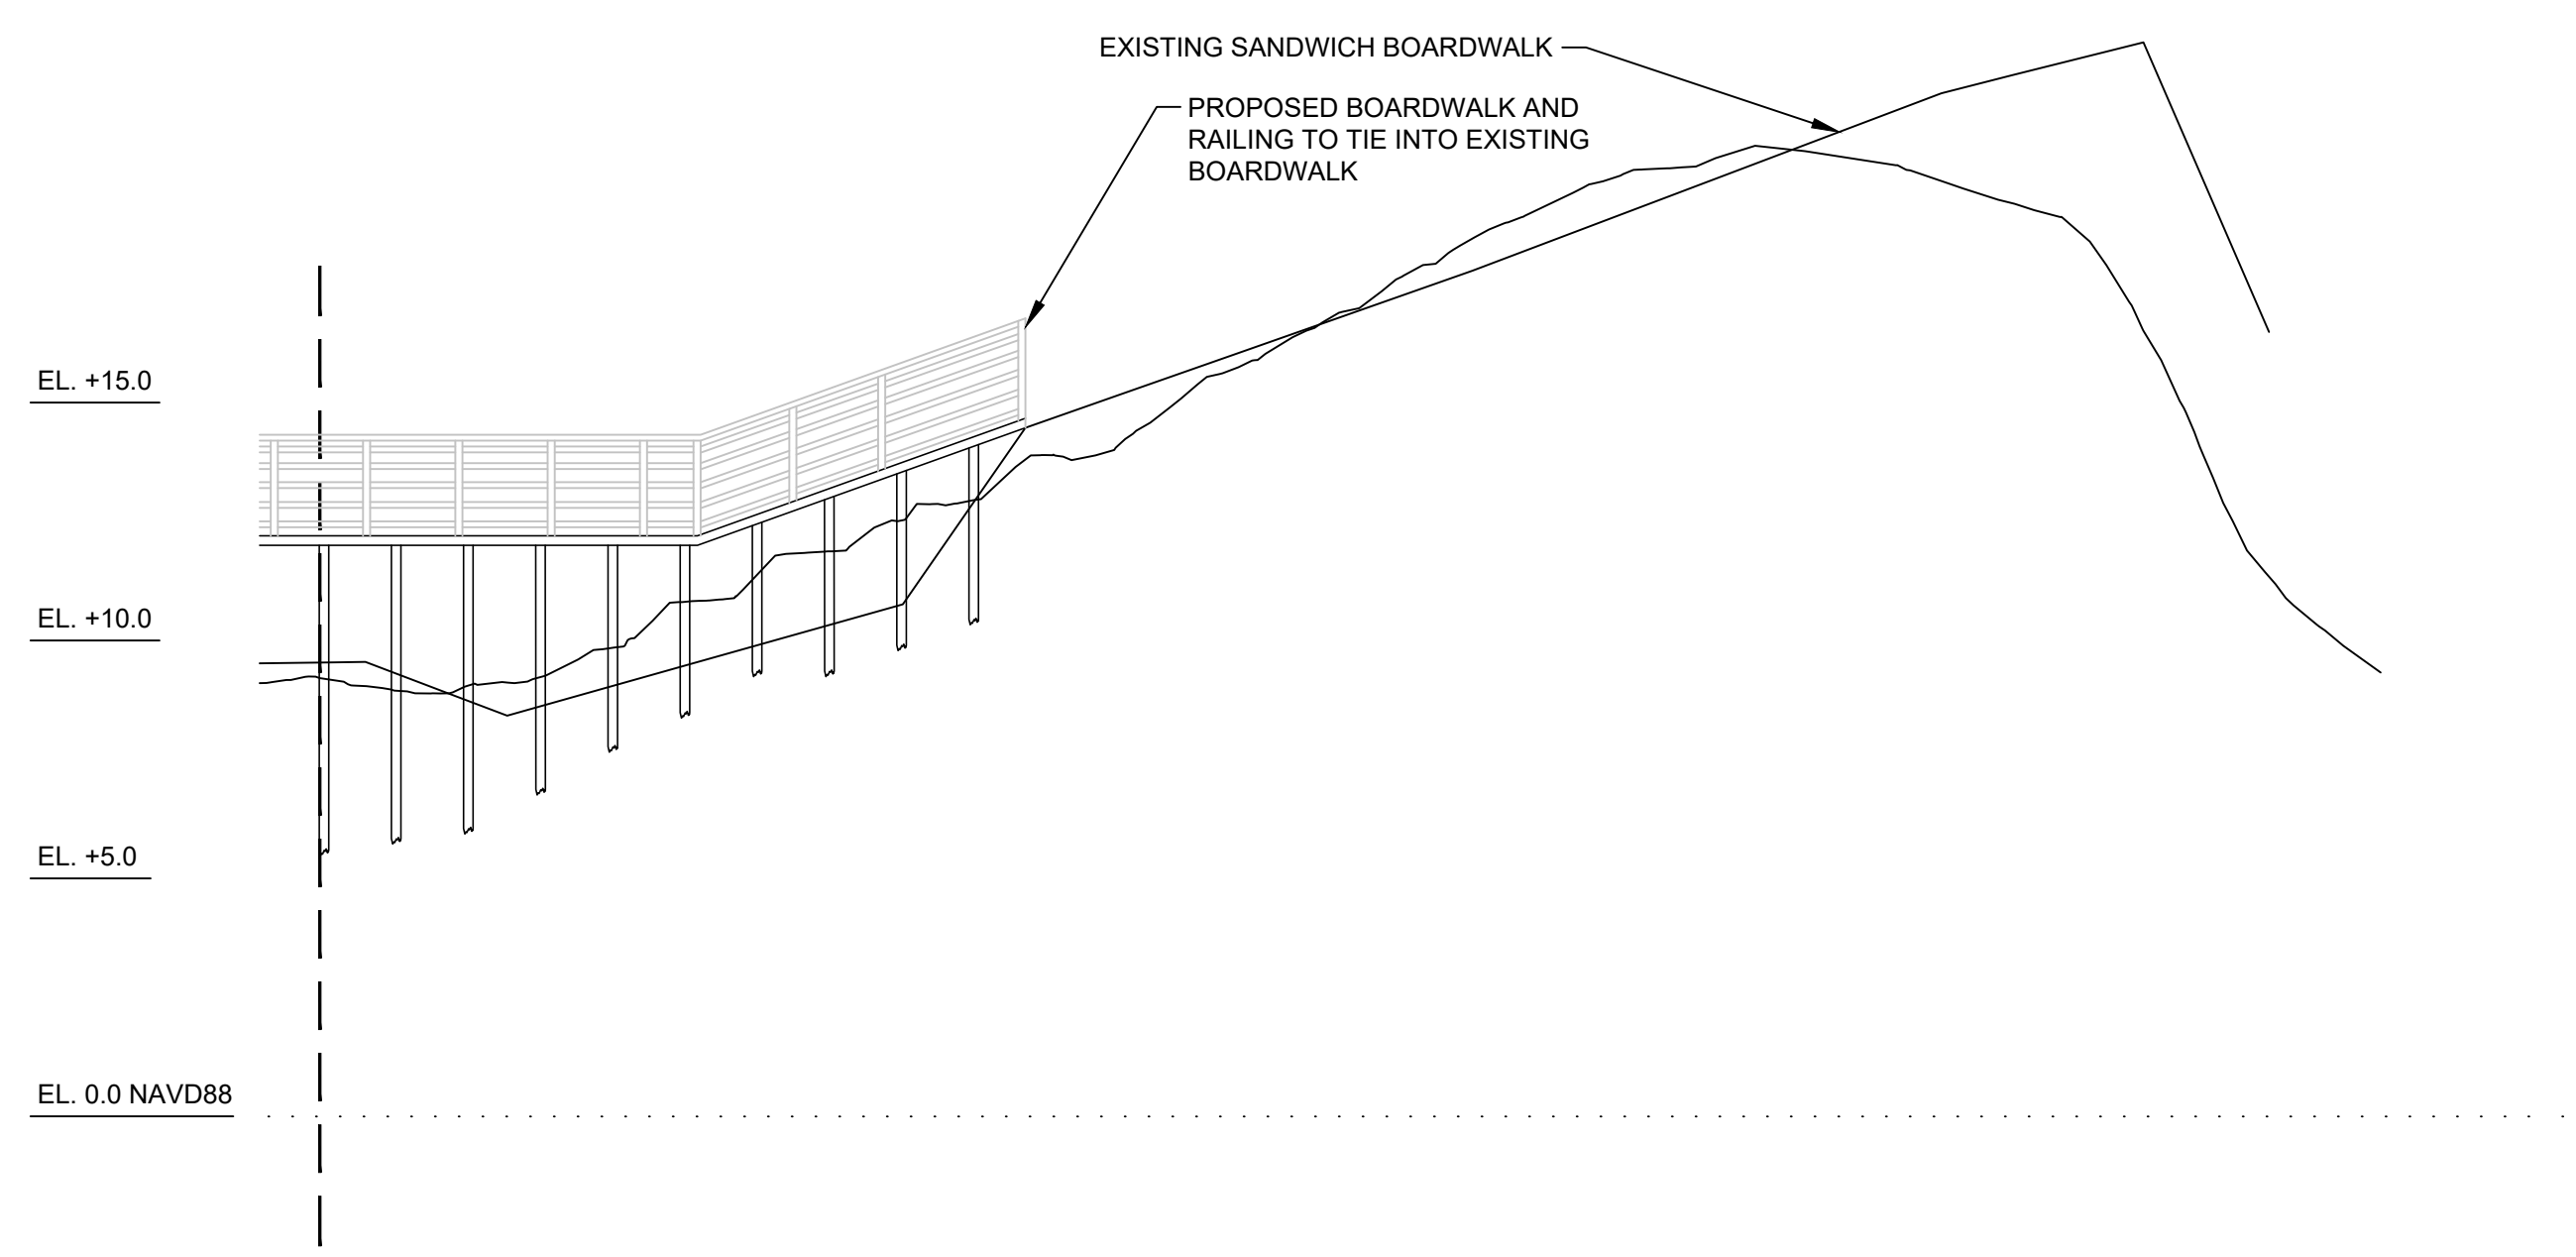 EXISTING SANDWICH BOARDWALK
PROPOSED BOARDWALK AND
RAILING TO TIE INTO EXISTING
BOARDWALK
EL. +15.0
EL. +10.0
EL. +5.0
EL. 0.0 NAVD88